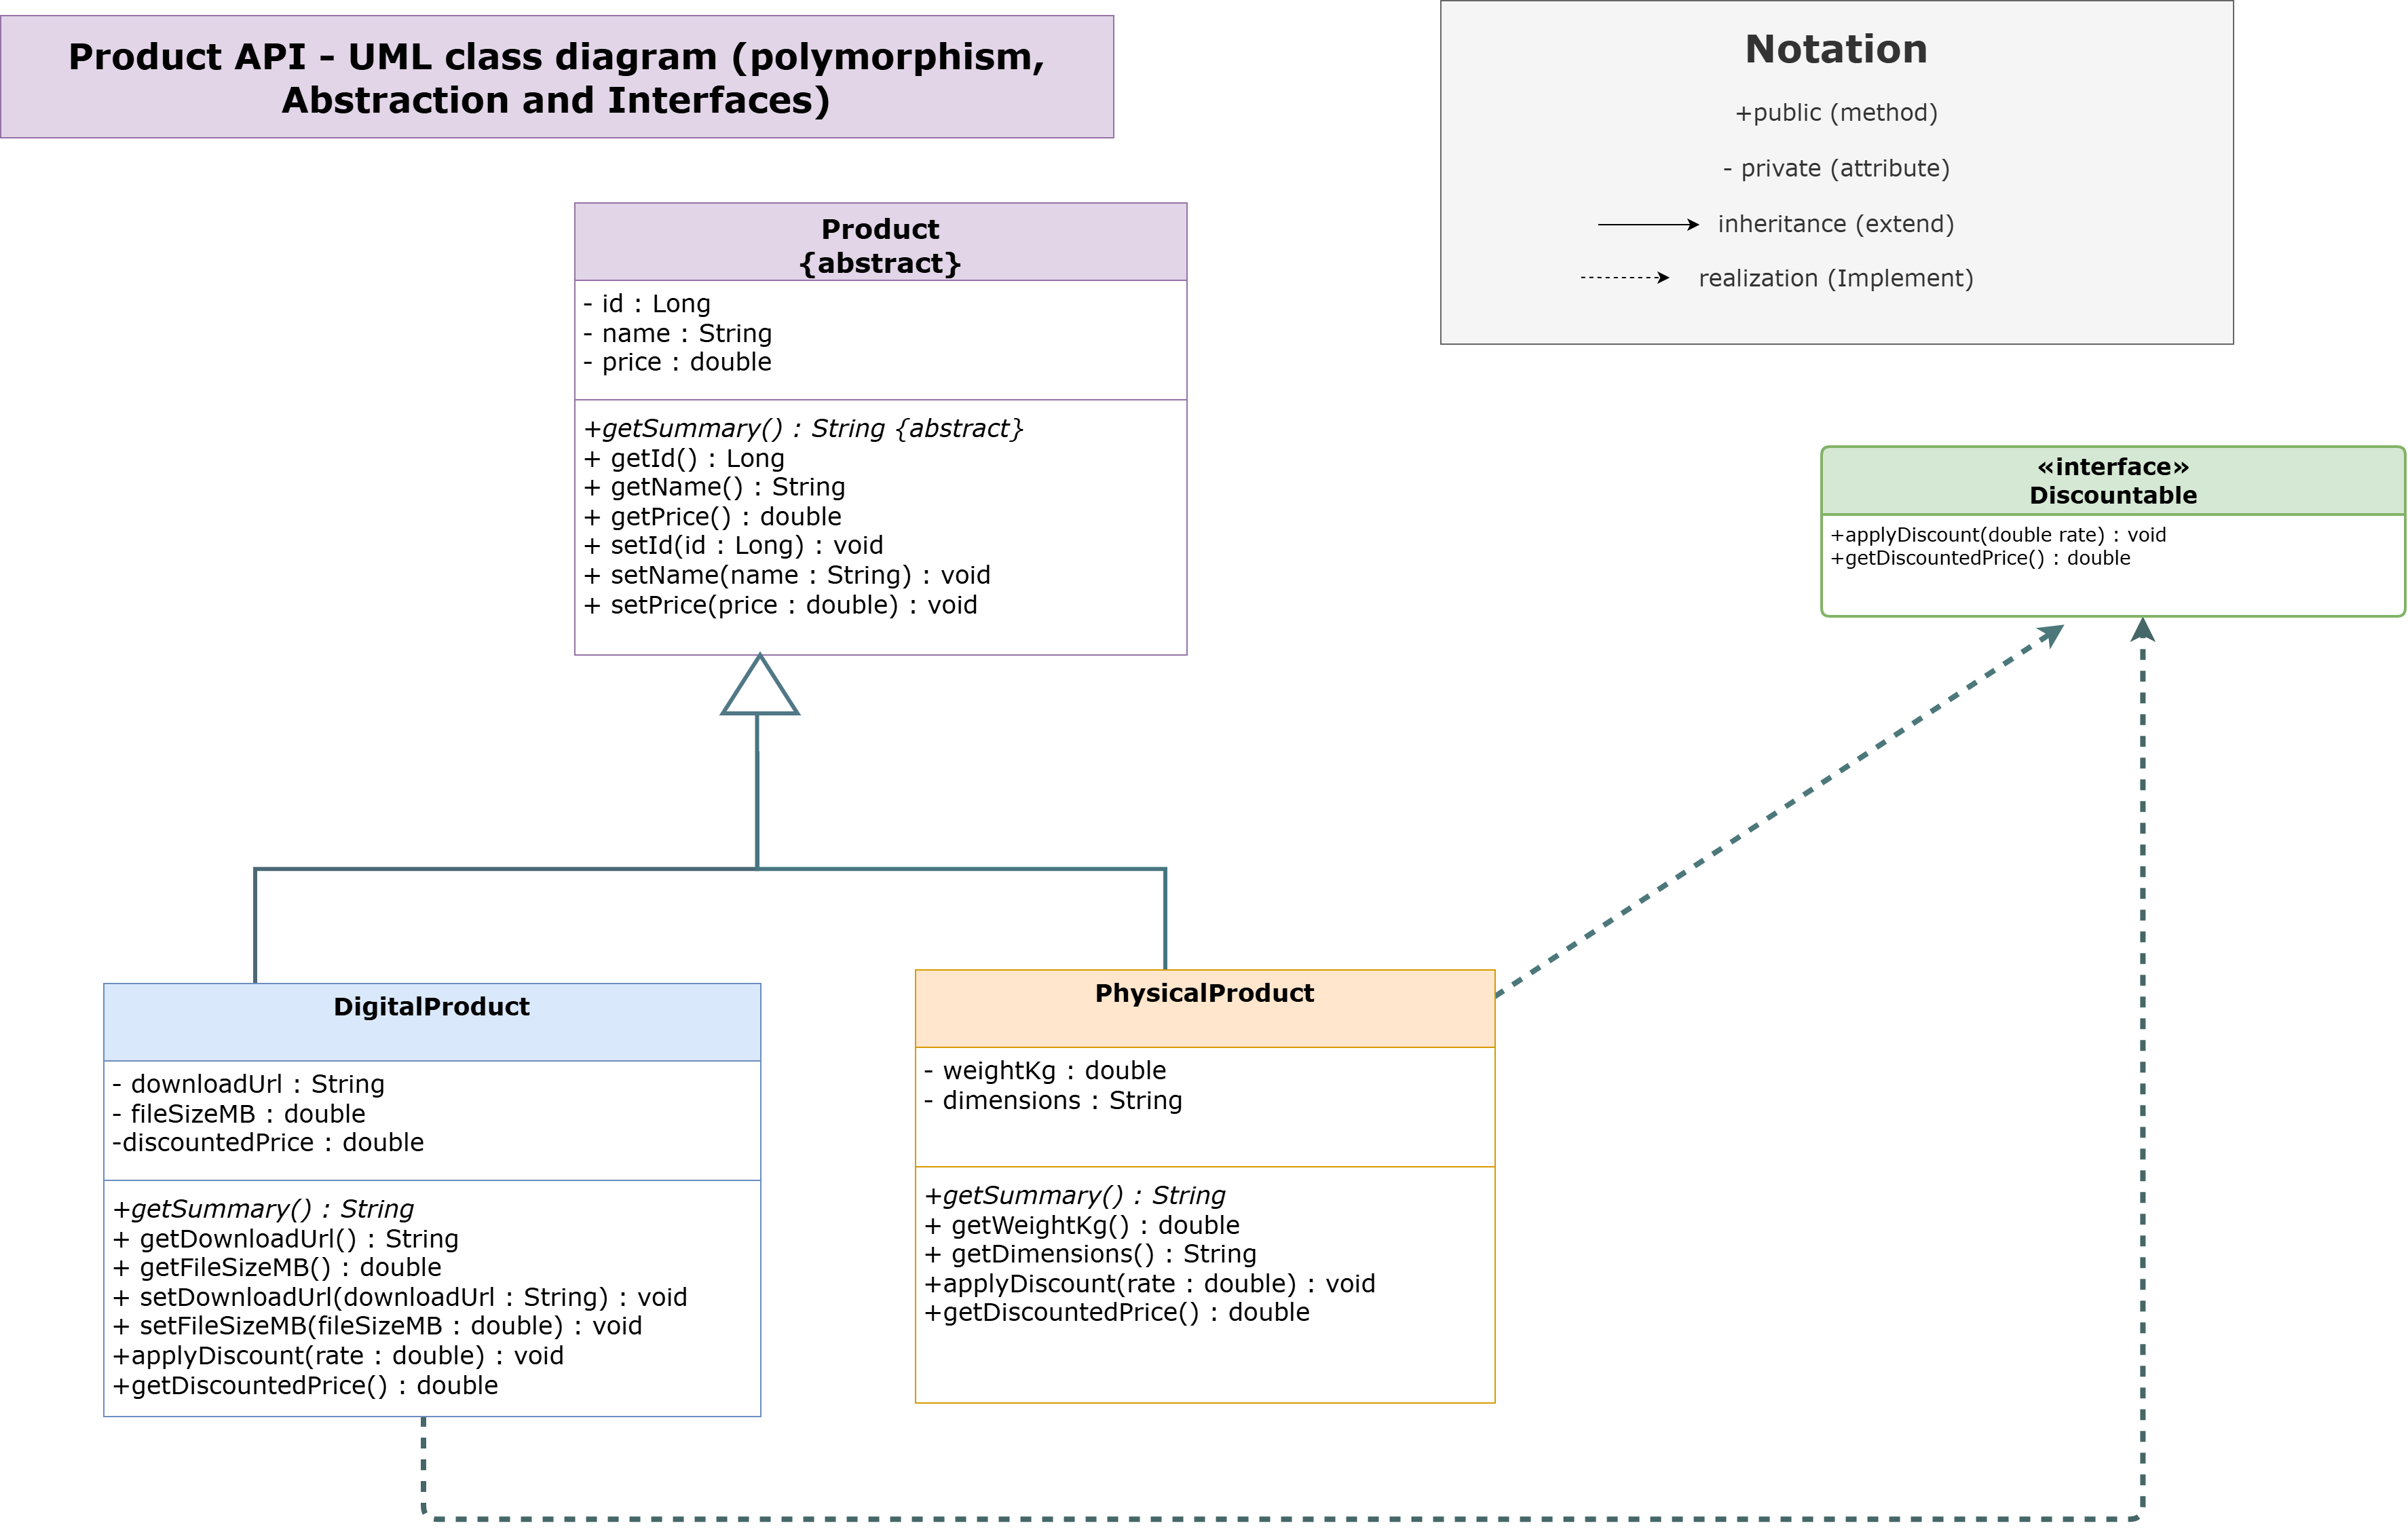 Product API – UML class diagram (polymorphism,
Abstraction and Interfaces)
Notation
+public (method)
- private (attribute)
inheritance (extend)
realization (Implement)
Product
{abstract}
- id : Long
- name : String
- price : double
+getSummary() : String {abstract}
+ getId() : Long
+ getName() : String
+ getPrice() : double
+ setId(id : Long) : void
+ setName(name : String) : void
+ setPrice(price : double) : void
«interface»
Discountable
+applyDiscount(double rate) : void
+getDiscountedPrice() : double
DigitalProduct
- downloadUrl : String
- fileSizeMB : double
-discountedPrice : double
+getSummary() : String
+ getDownloadUrl() : String
+ getFileSizeMB() : double
+ setDownloadUrl(downloadUrl : String) : void
+ setFileSizeMB(fileSizeMB : double) : void
+applyDiscount(rate : double) : void
+getDiscountedPrice() : double
PhysicalProduct
- weightKg : double
- dimensions : String
+getSummary() : String
+ getWeightKg() : double
+ getDimensions() : String
+applyDiscount(rate : double) : void
+getDiscountedPrice() : double